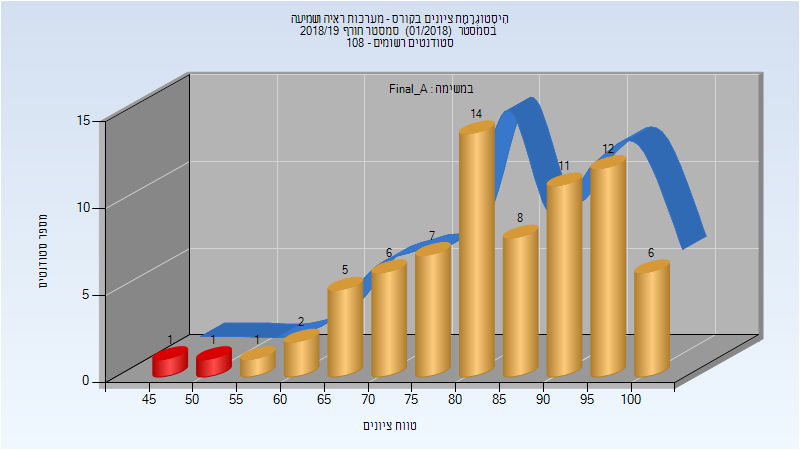 היסטוגרמת ציונים בקורס - מערכות ראיה ושמיעה
בסמסטר (01/2018) סמסטר חורף 2018/19
סטודנטים רשומים - 108
במשימה : Final_A
15
10
5
0
מספר סטודנטים
1
1
1
2
5
6
7
14
8
11
12
6
45 50 55 60 65 70 75 80 85 90 95 100
טווח ציונים